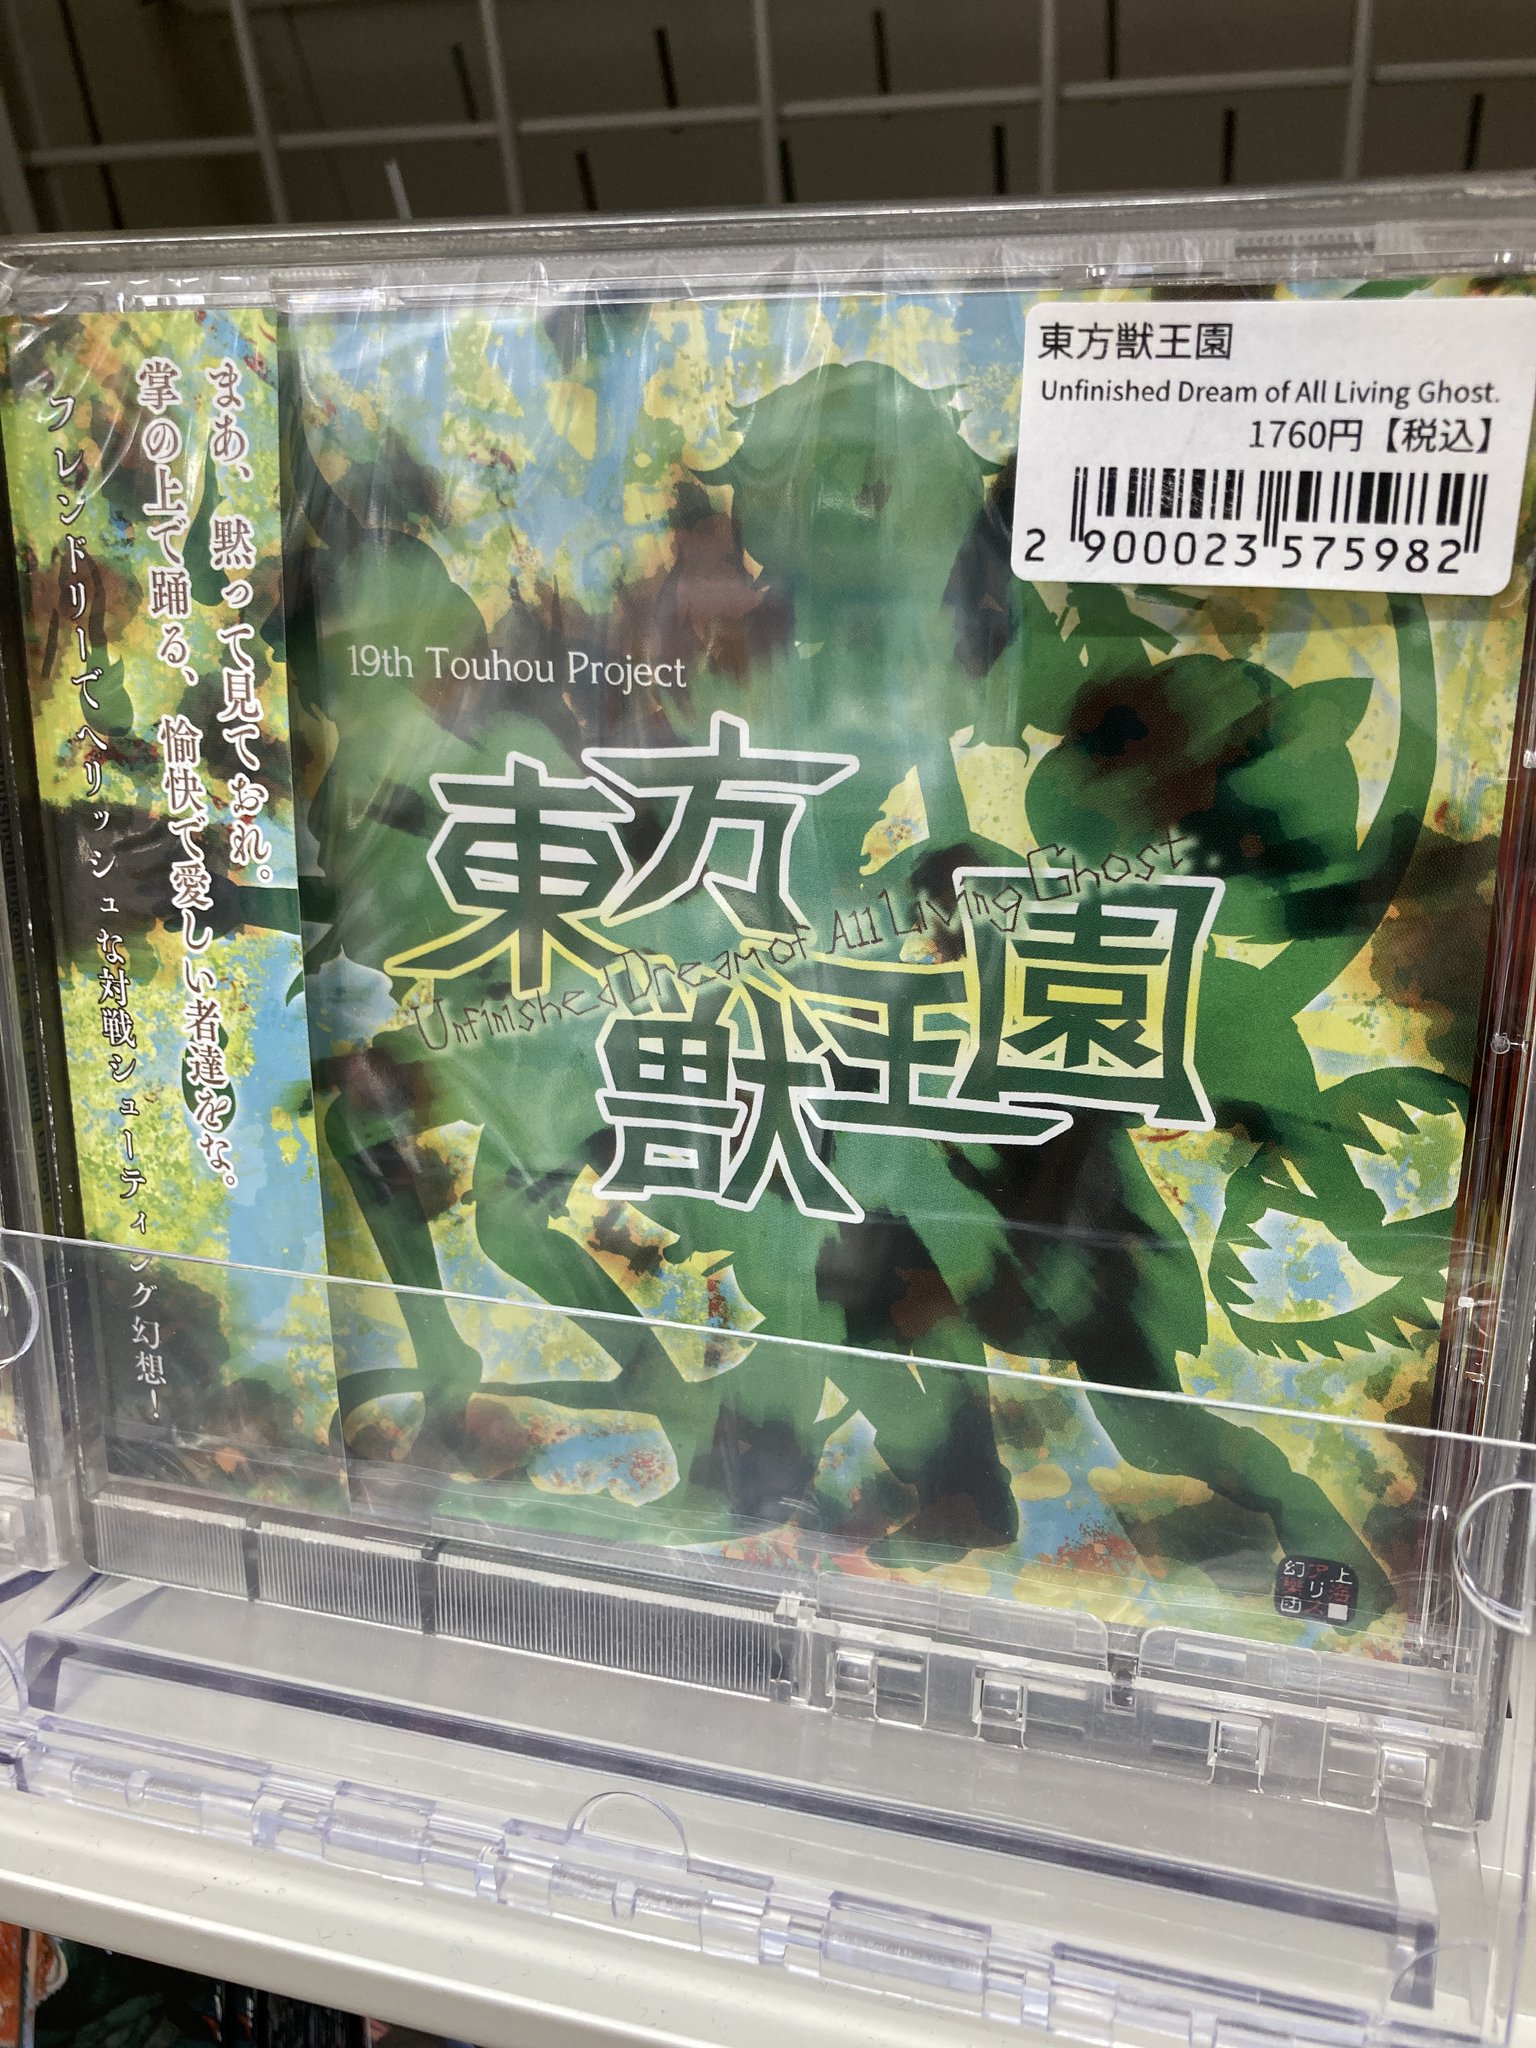 東方獣王園
Unfinished Dream of All Living Ghost.
1760円【税込】
2 900023 575982
まあ、黙って見ておれ。
掌の上で踊る、愉快で愛しい者達をな。
フレンドリーでヘリッシュな対戦シューティング幻想！
19th Touhou Project
東方
獣王園
Unfinished Dream of All Living Ghost.
上海
アリス
幻樂団